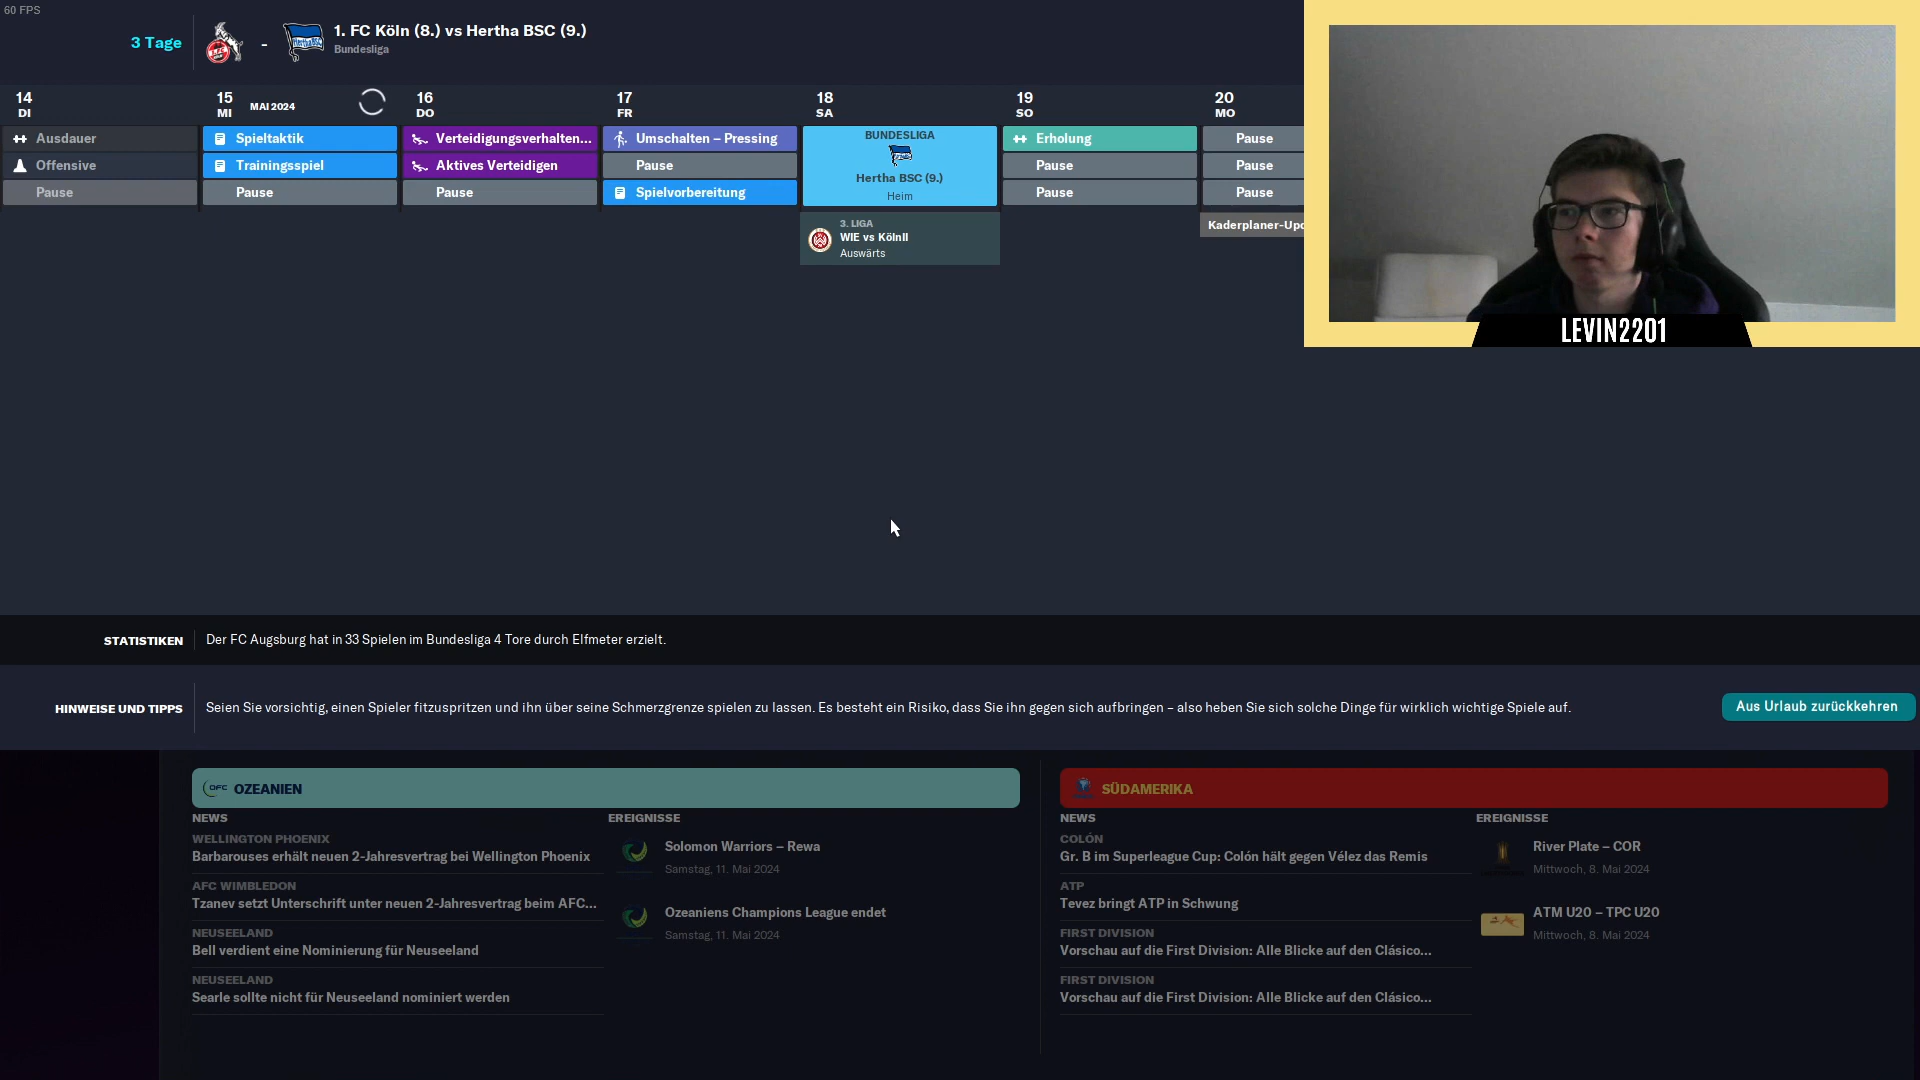 60 FPS
3 Tage
-
1. FC Köln (8.) vs Hertha BSC (9.)
Bundesliga
14
DI
15
MI
MAI 2024
16
DO
17
FR
18
SA
19
SO
20
MO
Ausdauer
Offensive
Pause
Spieltaktik
Trainingsspiel
Pause
Verteidigungsverhalten...
Aktives Verteidigen
Pause
Umschalten – Pressing
Pause
Spielvorbereitung
BUNDESLIGA
Hertha BSC (9.)
Heim
3. LIGA
WIE vs KölnII
Auswärts
Erholung
Pause
Pause
Pause
Pause
Pause
Kaderplaner-Upd
LEVIN2201
STATISTIKEN
Der FC Augsburg hat in 33 Spielen im Bundesliga 4 Tore durch Elfmeter erzielt.
HINWEISE UND TIPPS
Seien Sie vorsichtig, einen Spieler fitzuspritzen und ihn über seine Schmerzgrenze spielen zu lassen. Es besteht ein Risiko, dass Sie ihn gegen sich aufbringen – also heben Sie sich solche Dinge für wirklich wichtige Spiele auf.
Aus Urlaub zurückkehren
OFC
OZEANIEN
NEWS
WELLINGTON PHOENIX
Barbarouses erhält neuen 2-Jahresvertrag bei Wellington Phoenix
AFC WIMBLEDON
Tzanev setzt Unterschrift unter neuen 2-Jahresvertrag beim AFC...
NEUSEELAND
Bell verdient eine Nominierung für Neuseeland
NEUSEELAND
Searle sollte nicht für Neuseeland nominiert werden
EREIGNISSE
Solomon Warriors – Rewa
Samstag, 11. Mai 2024
Ozeaniens Champions League endet
Samstag, 11. Mai 2024
SÜDAMERIKA
NEWS
COLÓN
Gr. B im Superleague Cup: Colón hält gegen Vélez das Remis
ATP
Tevez bringt ATP in Schwung
FIRST DIVISION
Vorschau auf die First Division: Alle Blicke auf den Clásico...
FIRST DIVISION
Vorschau auf die First Division: Alle Blicke auf den Clásico...
EREIGNISSE
River Plate – COR
Mittwoch, 8. Mai 2024
ATM U20 – TPC U20
Mittwoch, 8. Mai 2024